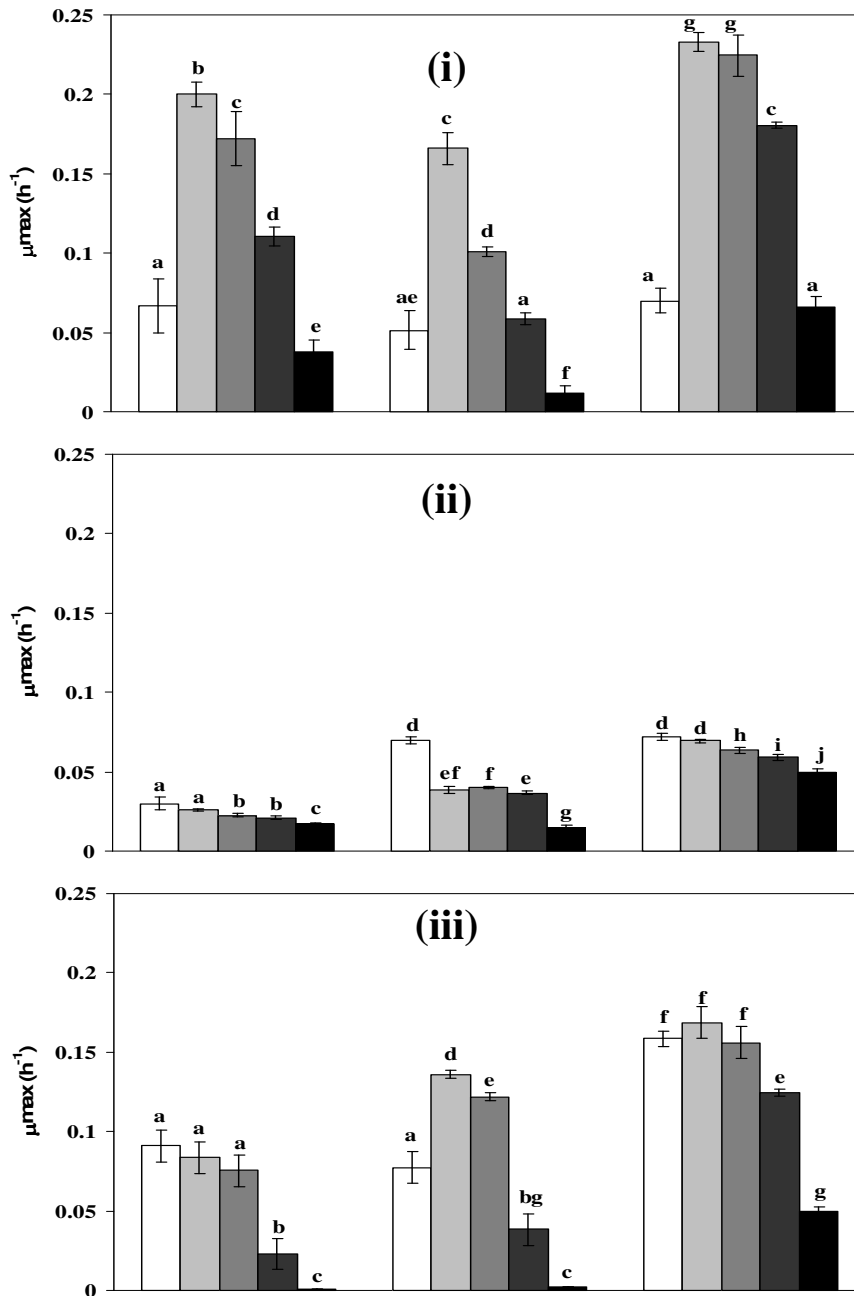 0.25
(i)
g g
b
0.2
c
c
c
0.15
d
d
0.1
a
ae
a
a
a
0.05
e
f
0
μmax (h⁻¹)
0.25
(ii)
0.2
0.15
0.1
d
d d h i j
0.05
ef f e
a a b b c
g
0
μmax (h⁻¹)
0.25
(iii)
0.2
f f f
0.15
d e
e
0.1
a a a
a
0.05
b
bg
g
c
c
0
μmax (h⁻¹)